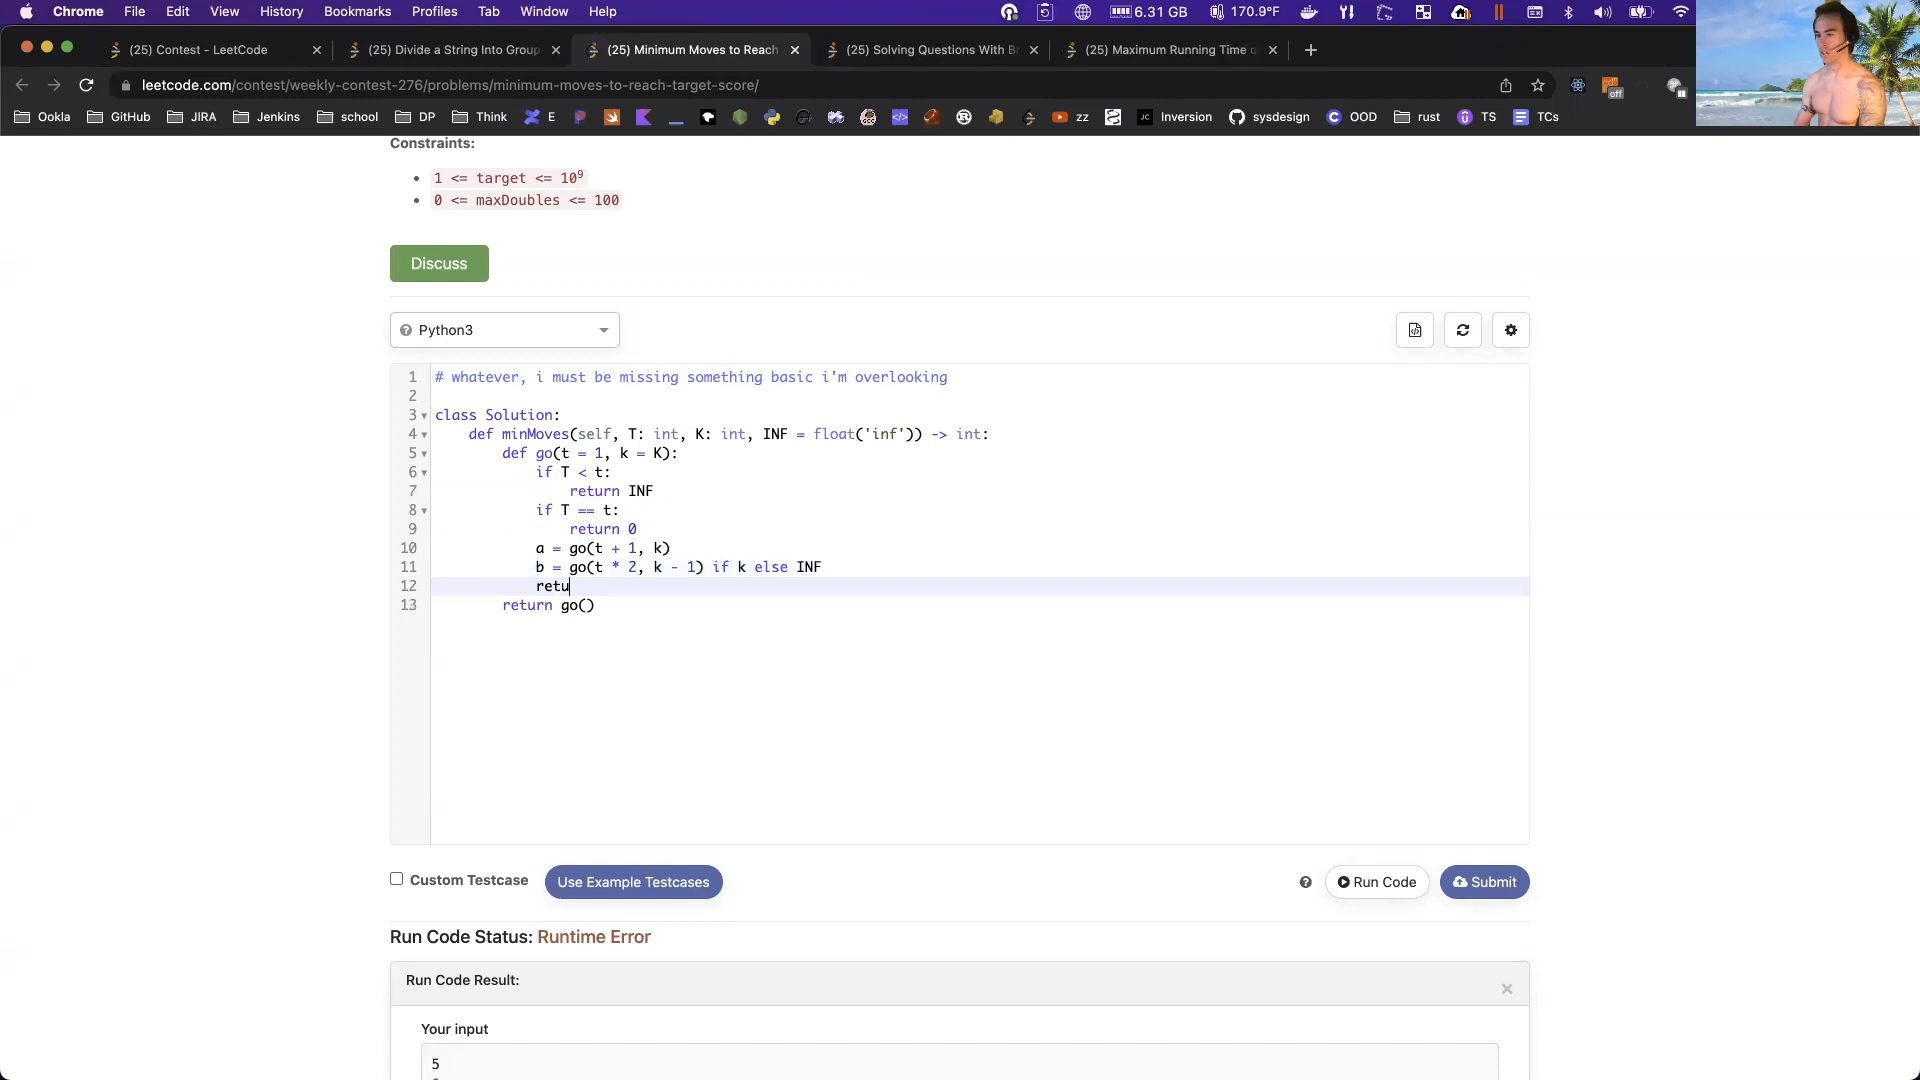 Chrome File Edit View History Bookmarks Profiles Tab Window Help 6.31 GB 170.9°F
(25) Contest - LeetCode (25) Divide a String Into Group (25) Minimum Moves to Reach (25) Solving Questions With Br (25) Maximum Running Time o
leetcode.com/contest/weekly-contest-276/problems/minimum-moves-to-reach-target-score/ off
Ookla GitHub JIRA Jenkins school DP Think E zz JC Inversion sysdesign OOD rust TS TCs
Constraints:
1 <= target <= 10⁹
0 <= maxDoubles <= 100
Discuss
Python3
1 # whatever, i must be missing something basic i'm overlooking
2
3 class Solution:
4 def minMoves(self, T: int, K: int, INF = float('inf')) -> int:
5 def go(t = 1, k = K):
6 if T < t:
7 return INF
8 if T == t:
9 return 0
10 a = go(t + 1, k)
11 b = go(t * 2, k - 1) if k else INF
12 retu
13 return go()
Custom Testcase Use Example Testcases Run Code Submit
Run Code Status: Runtime Error
Run Code Result:
Your input
5